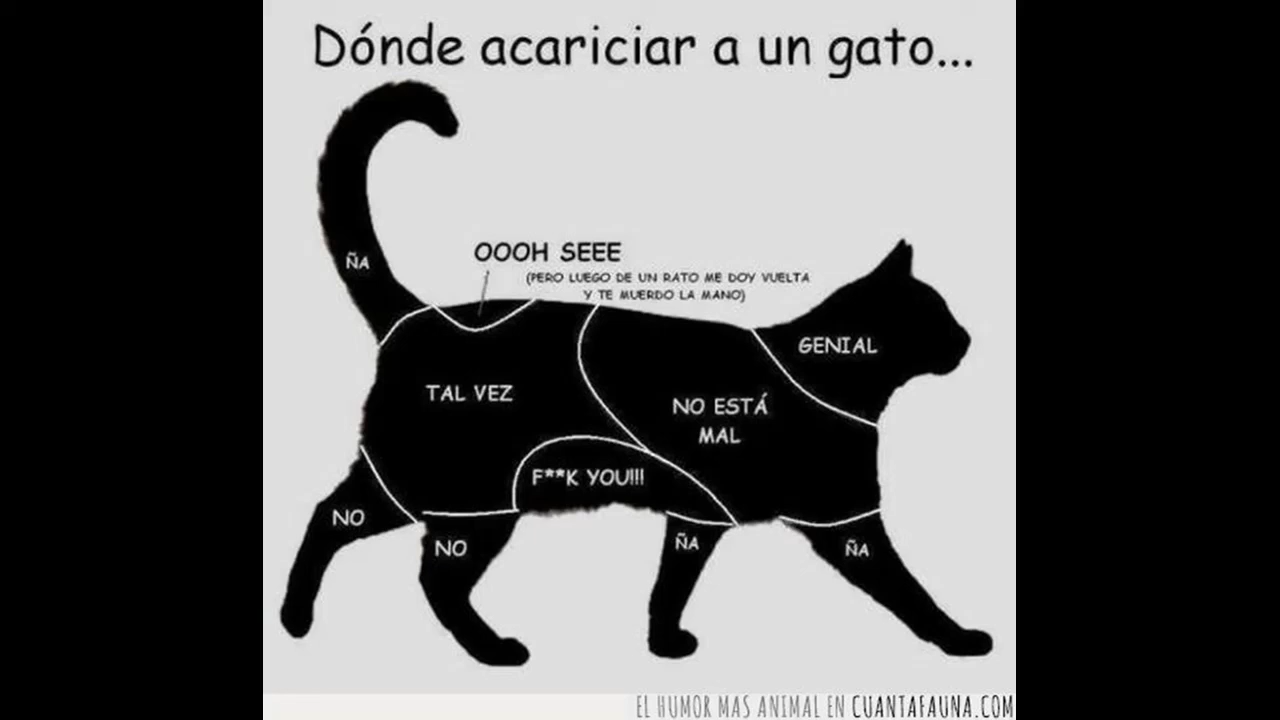 Dónde acariciar a un gato...
ÑA
OOOH SEEE
(PERO LUEGO DE UN RATO ME DOY VUELTA
Y TE MUERDO LA MANO)
GENIAL
TAL VEZ
NO ESTÁ
MAL
F**K YOU!!!
NO
NO
ÑA
ÑA
EL HUMOR MAS ANIMAL EN CUANTAFAUNA.COM